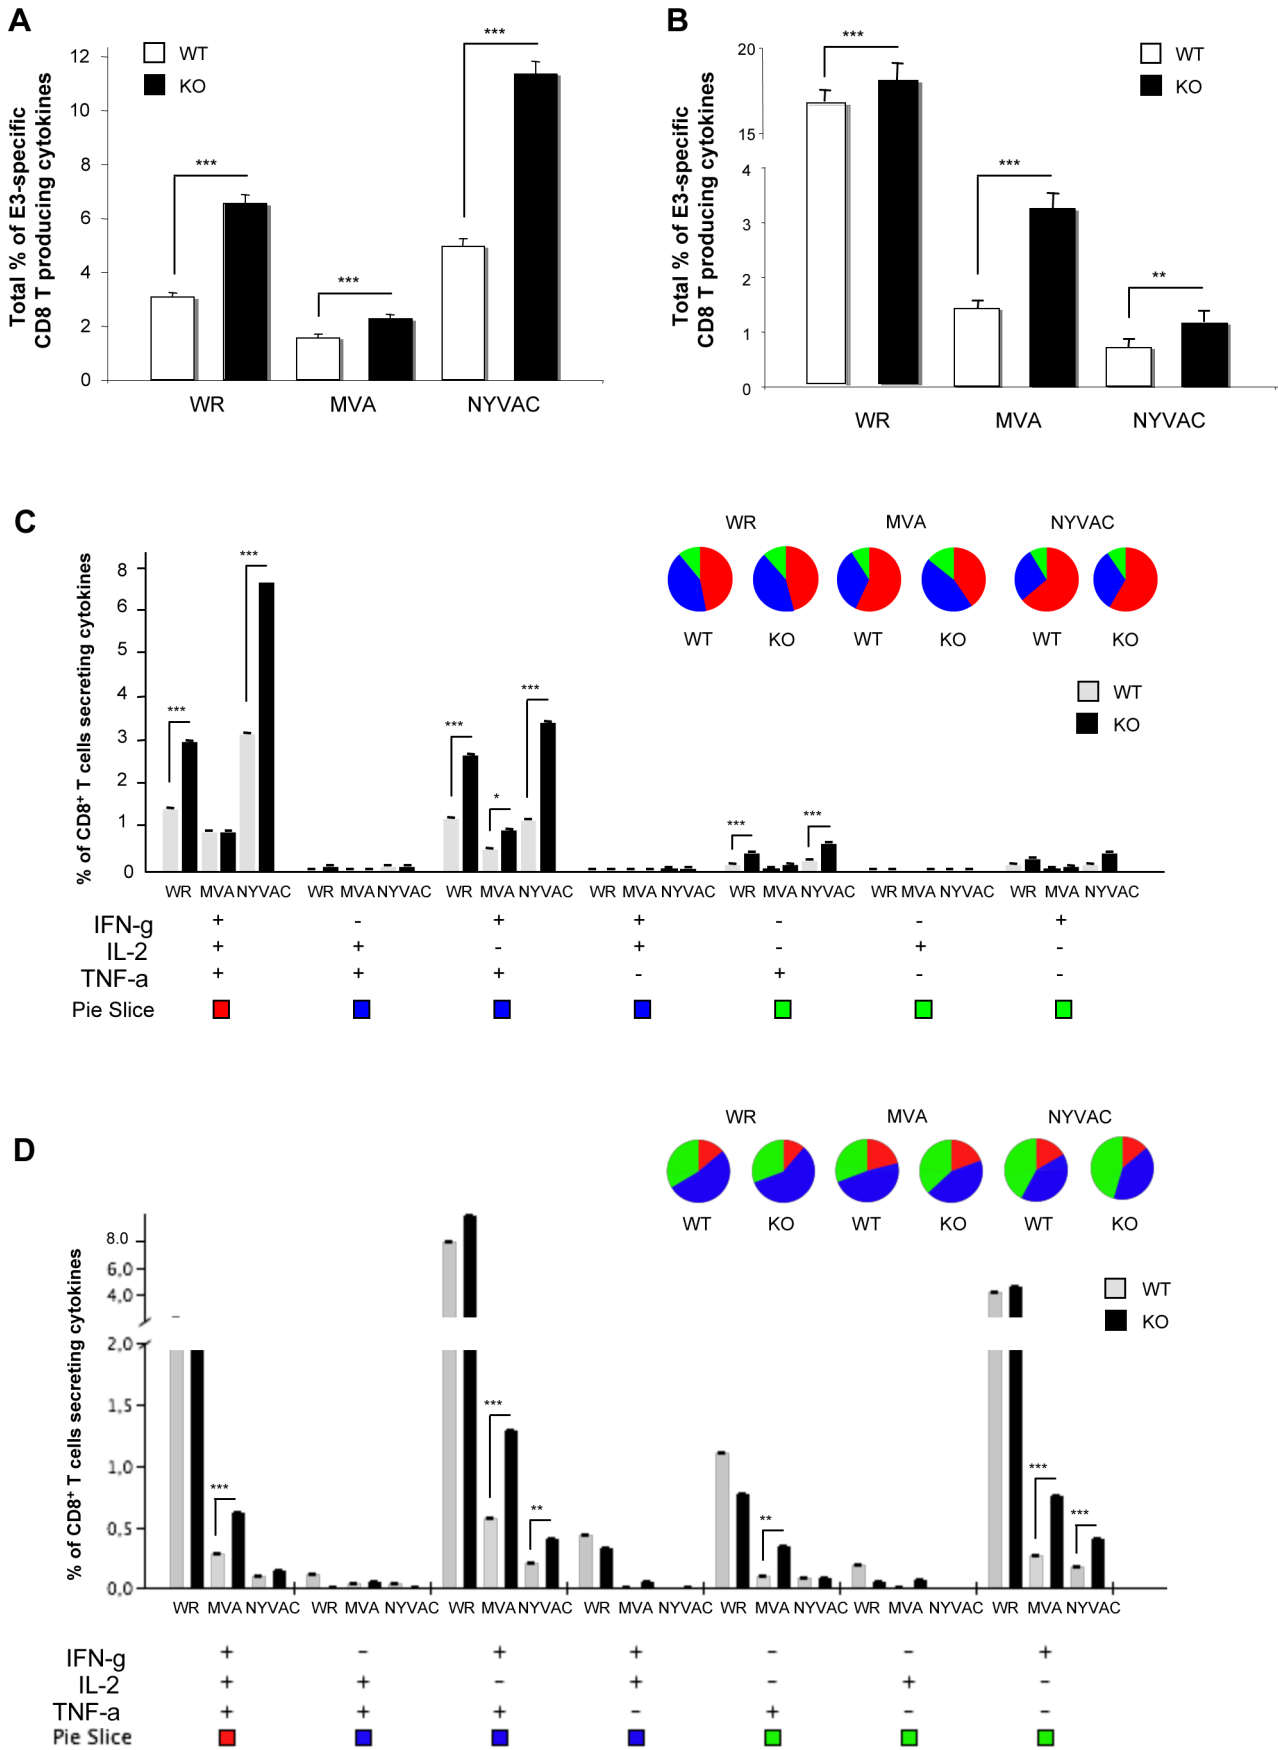 A
Total % of E3-specific
CD8 T producing cytokines
12
10
8
6
4
2
0
WT
KO
***
***
***
WR MVA NYVAC
B
Total % of E3-specific
CD8 T producing cytokines
20
15
4
3
2
1
0
WT
KO
***
***
**
WR MVA NYVAC
C
% of CD8+ T cells secreting cytokines
8
6
5
4
3
2
1
0
WR MVA NYVAC
WT KO WT KO WT KO
WT
KO
***
***
***
*
***
***
***
WR MVA NYVAC WR MVA NYVAC WR MVA NYVAC WR MVA NYVAC WR MVA NYVAC WR MVA NYVAC WR MVA NYVAC
IFN-g + - + + - - +
IL-2 + + - + - + -
TNF-a + + + - + - -
Pie Slice
D
% of CD8+ T cells secreting cytokines
8.0
6,0
4,0
2,0
1,5
1,0
0,5
0,0
WR MVA NYVAC
WT KO WT KO WT KO
WT
KO
***
***
**
**
***
***
WR MVA NYVAC WR MVA NYVAC WR MVA NYVAC WR MVA NYVAC WR MVA NYVAC WR MVA NYVAC WR MVA NYVAC
IFN-g + - + + - - +
IL-2 + + - + - + -
TNF-a + + + - + - -
Pie Slice